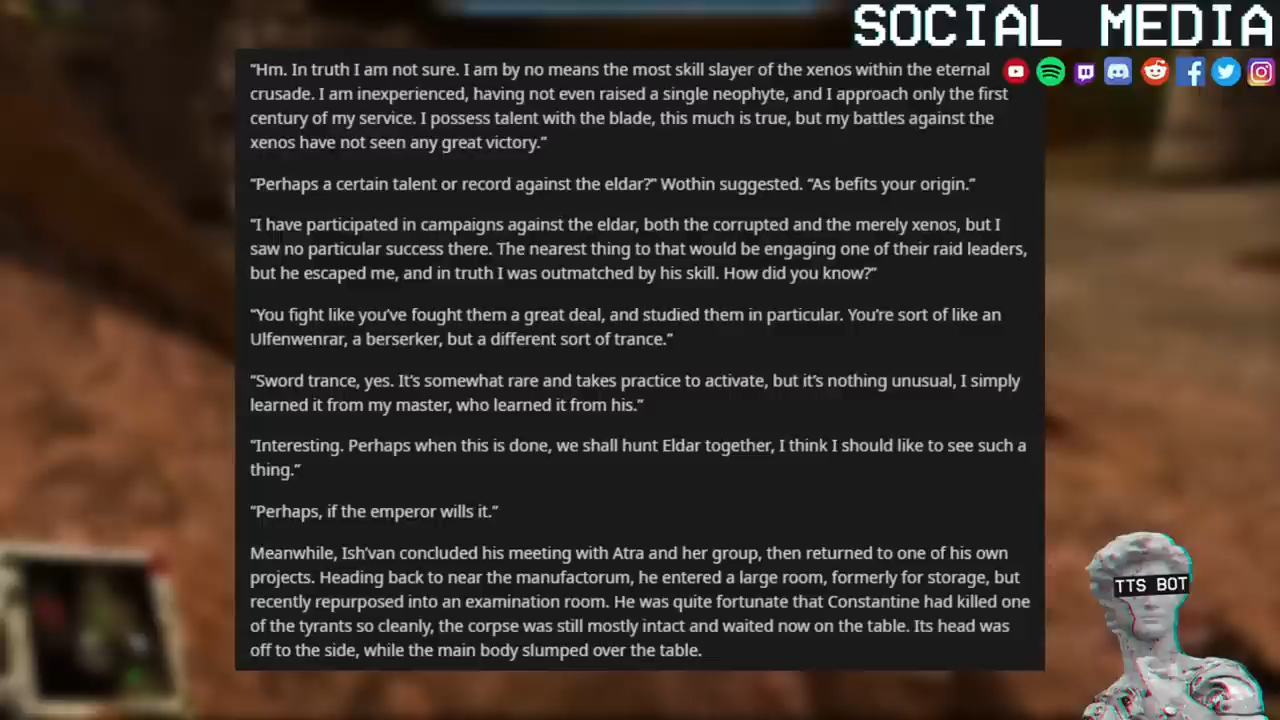 SOCIAL MEDIA
“Hm. In truth I am not sure. I am by no means the most skill slayer of the xenos within the eternal
crusade. I am inexperienced, having not even raised a single neophyte, and I approach only the first
century of my service. I possess talent with the blade, this much is true, but my battles against the
xenos have not seen any great victory.”
“Perhaps a certain talent or record against the eldar?” Wothin suggested. “As befits your origin.”
“I have participated in campaigns against the eldar, both the corrupted and the merely xenos, but I
saw no particular success there. The nearest thing to that would be engaging one of their raid leaders,
but he escaped me, and in truth I was outmatched by his skill. How did you know?”
“You fight like you’ve fought them a great deal, and studied them in particular. You’re sort of like an
Ulfenwenrar, a berserker, but a different sort of trance.”
“Sword trance, yes. It’s somewhat rare and takes practice to activate, but it’s nothing unusual, I simply
learned it from my master, who learned it from his.”
“Interesting. Perhaps when this is done, we shall hunt Eldar together, I think I should like to see such a
thing.”
“Perhaps, if the emperor wills it.”
Meanwhile, Ish’van concluded his meeting with Atra and her group, then returned to one of his own
projects. Heading back to near the manufactorum, he entered a large room, formerly for storage, but
recently repurposed into an examination room. He was quite fortunate that Constantine had killed one
of the tyrants so cleanly, the corpse was still mostly intact and waited now on the table. Its head was
off to the side, while the main body slumped over the table.
TTS BOT